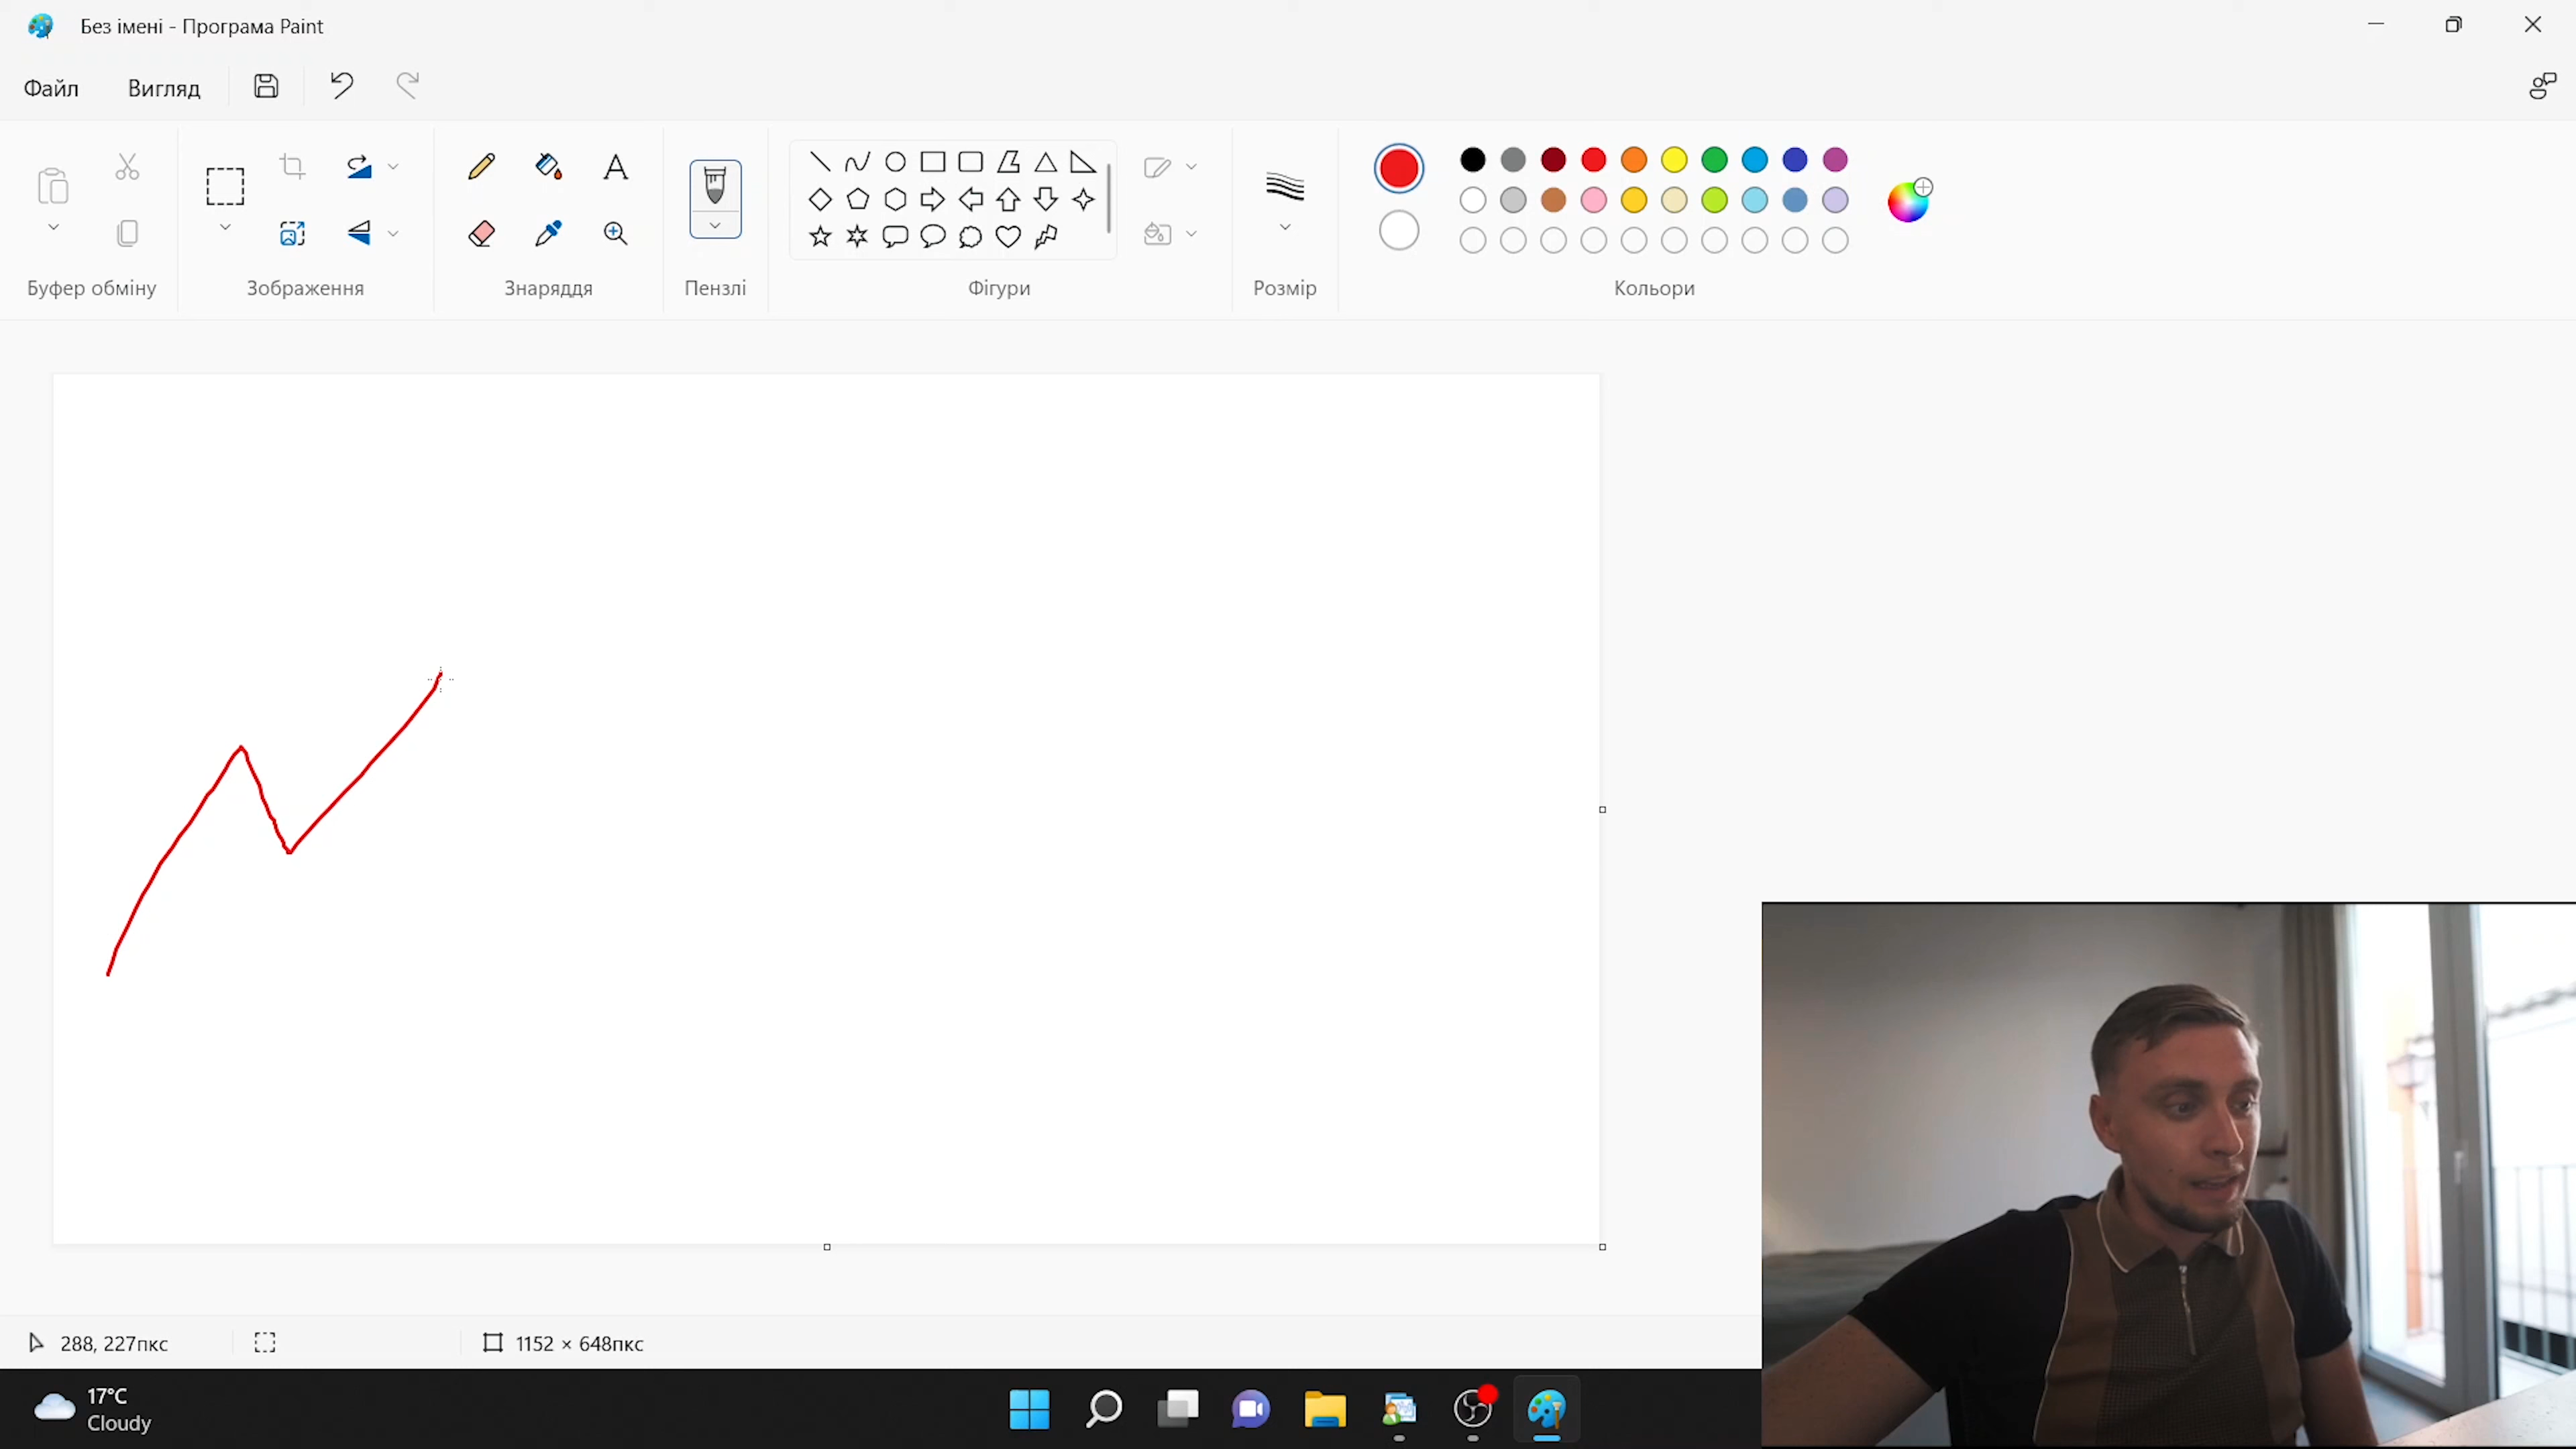 Без імені - Програма Paint
Файл
Вигляд
Буфер обміну
Зображення
Знаряддя
Пензлі
Фігури
Розмір
Кольори
288, 227пкс
1152 × 648пкс
17°C
Cloudy